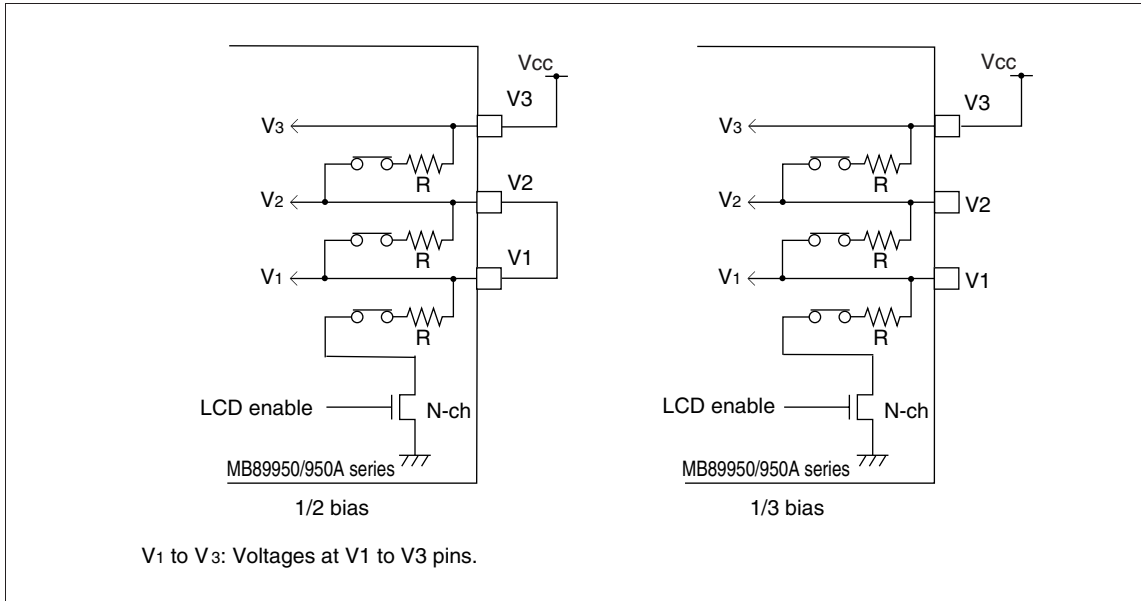 Vcc
V3
V3
R
V2
V2
R
V1
V1
R
LCD enable
N-ch
MB89950/950A series
1/2 bias
Vcc
V3
V3
R
V2
V2
R
V1
V1
R
LCD enable
N-ch
MB89950/950A series
1/3 bias
V1 to V3: Voltages at V1 to V3 pins.